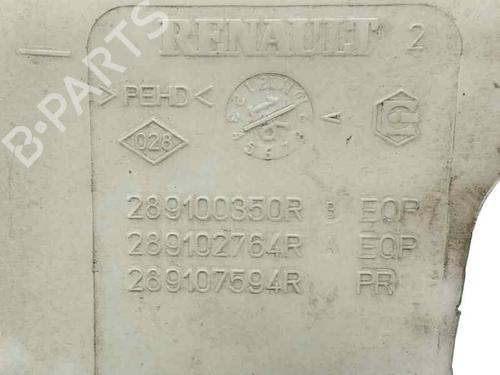 B-PARTS
RENAULT 2
>PEHD<
A
028
289100350R B EQP
289102764R A EQP
289107594R PR